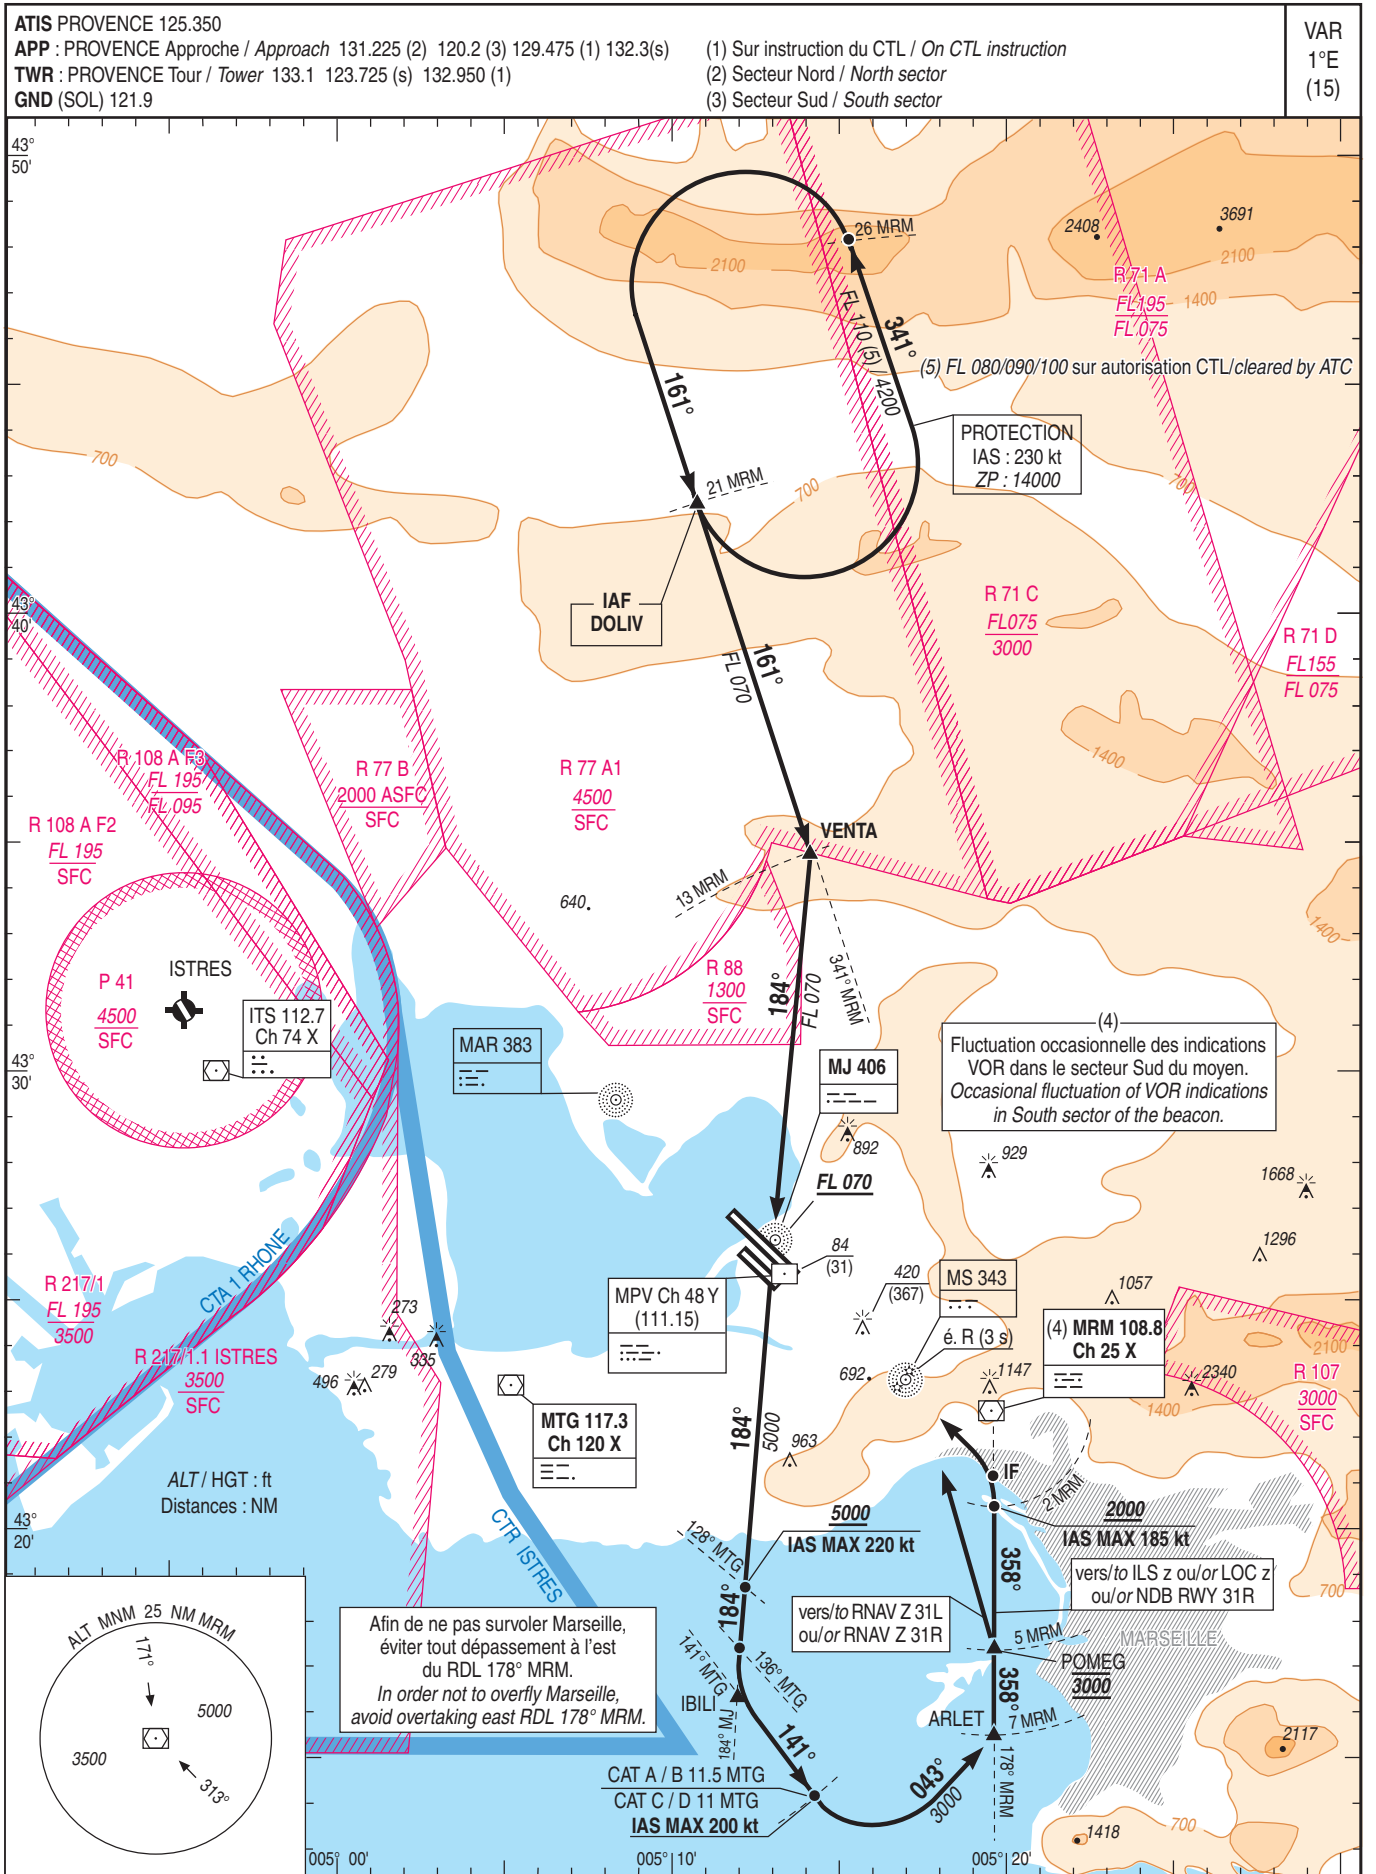 ATIS PROVENCE 125.350
APP : PROVENCE Approche / Approach 131.225 (2) 120.2 (3) 129.475 (1) 132.3(s)
TWR : PROVENCE Tour / Tower 133.1 123.725 (s) 132.950 (1)
GND (SOL) 121.9
(1) Sur instruction du CTL / On CTL instruction
(2) Secteur Nord / North sector
(3) Secteur Sud / South sector
VAR
1°E
(15)
43°
50'
26 MRM
2408
3691
2100
2100
R 71 A
FL195
FL 075
1400
341°
FL 110 (5) / 4200
(5) FL 080/090/100 sur autorisation CTL/cleared by ATC
161°
PROTECTION
IAS : 230 kt
ZP : 14000
700
21 MRM
700
700
IAF
DOLIV
43°
40'
R 71 C
FL075
3000
R 71 D
FL155
FL 075
161°
FL 070
1400
R 108 A F3
FL 195
FL 095
R 77 B
2000 ASFC
SFC
R 77 A1
4500
SFC
R 108 A F2
FL 195
SFC
VENTA
13 MRM
640
1400
P 41
4500
SFC
ISTRES
R 88
1300
SFC
184°
FL 070
341° MRM
ITS 112.7
Ch 74 X
MAR 383
MJ 406
(4)
Fluctuation occasionnelle des indications
VOR dans le secteur Sud du moyen.
Occasional fluctuation of VOR indications
in South sector of the beacon.
43°
30'
892
929
1668
FL 070
1296
CTA 1 RHONE
84
(31)
R 217/1
FL 195
3500
MPV Ch 48 Y
(111.15)
420
(367)
MS 343
1057
273
335
é. R (3 s)
(4) MRM 108.8
Ch 25 X
2100
R 217/1.1 ISTRES
3500
SFC
496
279
692
1147
2340
R 107
3000
SFC
1400
MTG 117.3
Ch 120 X
184°
5000
963
IF
2 MRM
ALT / HGT : ft
Distances : NM
43°
20'
CTR ISTRES
128° MTG
5000
IAS MAX 220 kt
2000
IAS MAX 185 kt
358°
vers/to ILS z ou/or LOC z
ou/or NDB RWY 31R
700
184°
vers/to RNAV Z 31L
ou/or RNAV Z 31R
ALT MNM 25 NM MRM
171°
5000
3500
313°
Afin de ne pas survoler Marseille,
éviter tout dépassement à l'est
du RDL 178° MRM.
In order not to overfly Marseille,
avoid overtaking east RDL 178° MRM.
141° MTG
136° MTG
5 MRM
MARSEILLE
POMEG
3000
IBILI
184° MJ
358°
ARLET
7 MRM
141°
2117
CAT A / B 11.5 MTG
CAT C / D 11 MTG
IAS MAX 200 kt
043°
3000
178° MRM
1418
700
005° 00'
005° 10'
005° 20'